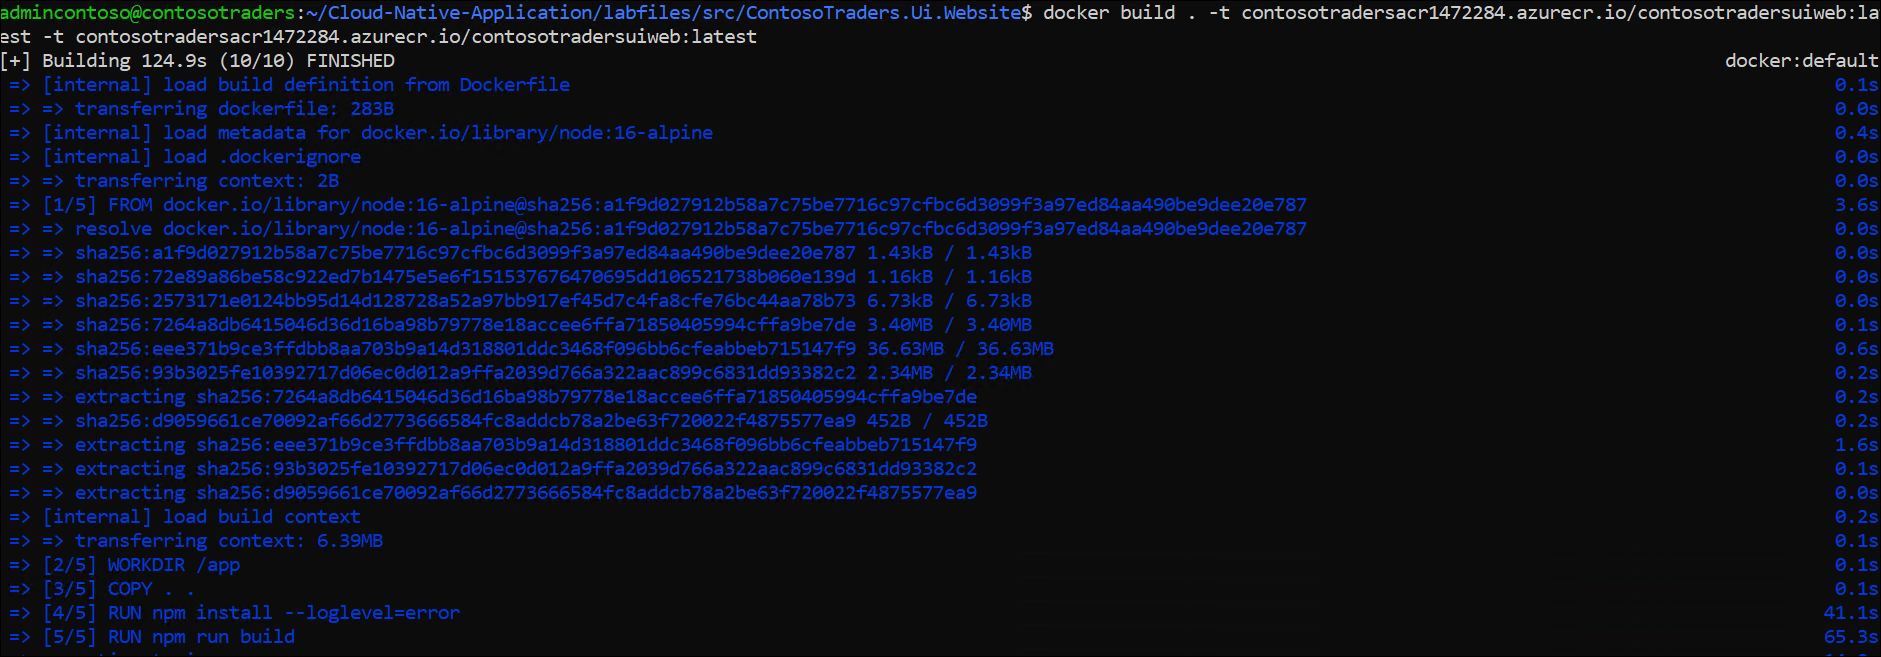 admincontoso@contosotraders:~/Cloud-Native-Application/labfiles/src/ContosoTraders.Ui.Website$ docker build . -t contosotradersacr1472284.azurecr.io/contosotradersuiweb:la
est -t contosotradersacr1472284.azurecr.io/contosotradersuiweb:latest
[+] Building 124.9s (10/10) FINISHED docker:default
=> [internal] load build definition from Dockerfile 0.1s
=> => transferring dockerfile: 283B 0.0s
=> [internal] load metadata for docker.io/library/node:16-alpine 0.4s
=> [internal] load .dockerignore 0.0s
=> => transferring context: 2B 0.0s
=> [1/5] FROM docker.io/library/node:16-alpine@sha256:a1f9d027912b58a7c75be7716c97cfbc6d3099f3a97ed84aa490be9dee20e787 3.6s
=> => resolve docker.io/library/node:16-alpine@sha256:a1f9d027912b58a7c75be7716c97cfbc6d3099f3a97ed84aa490be9dee20e787 0.0s
=> => sha256:a1f9d027912b58a7c75be7716c97cfbc6d3099f3a97ed84aa490be9dee20e787 1.43kB / 1.43kB 0.0s
=> => sha256:72e89a86be58c922ed7b1475e5e6f151537676470695dd106521738b060e139d 1.16kB / 1.16kB 0.0s
=> => sha256:2573171e0124bb95d14d128728a52a97bb917ef45d7c4fa8cfe76bc44aa78b73 6.73kB / 6.73kB 0.0s
=> => sha256:7264a8db6415046d36d16ba98b79778e18accee6ffa71850405994cffa9be7de 3.40MB / 3.40MB 0.1s
=> => sha256:eee371b9ce3ffdbb8aa703b9a14d318801ddc3468f096bb6cfeabbeb715147f9 36.63MB / 36.63MB 0.6s
=> => sha256:93b3025fe10392717d06ec0d012a9ffa2039d766a322aac899c6831dd93382c2 2.34MB / 2.34MB 0.2s
=> => extracting sha256:7264a8db6415046d36d16ba98b79778e18accee6ffa71850405994cffa9be7de 0.2s
=> => sha256:d9059661ce70092af66d2773666584fc8addcb78a2be63f720022f4875577ea9 452B / 452B 0.2s
=> => extracting sha256:eee371b9ce3ffdbb8aa703b9a14d318801ddc3468f096bb6cfeabbeb715147f9 1.6s
=> => extracting sha256:93b3025fe10392717d06ec0d012a9ffa2039d766a322aac899c6831dd93382c2 0.1s
=> => extracting sha256:d9059661ce70092af66d2773666584fc8addcb78a2be63f720022f4875577ea9 0.0s
=> [internal] load build context 0.2s
=> => transferring context: 6.39MB 0.1s
=> [2/5] WORKDIR /app 0.1s
=> [3/5] COPY . . 0.1s
=> [4/5] RUN npm install --loglevel=error 41.1s
=> [5/5] RUN npm run build 65.3s